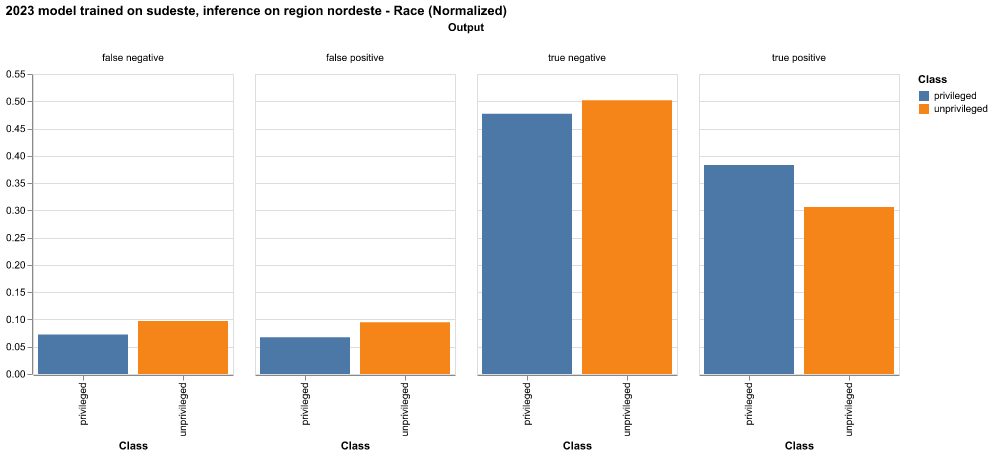 2023 model trained on sudeste, inference on region nordeste - Race (Normalized)
Output
false negative
false positive
true negative
true positive
0.55
0.50
0.45
0.40
0.35
0.30
0.25
0.20
0.15
0.10
0.05
0.00
privileged
unprivileged
privileged
unprivileged
privileged
unprivileged
privileged
unprivileged
Class
Class
Class
Class
Class
privileged
unprivileged